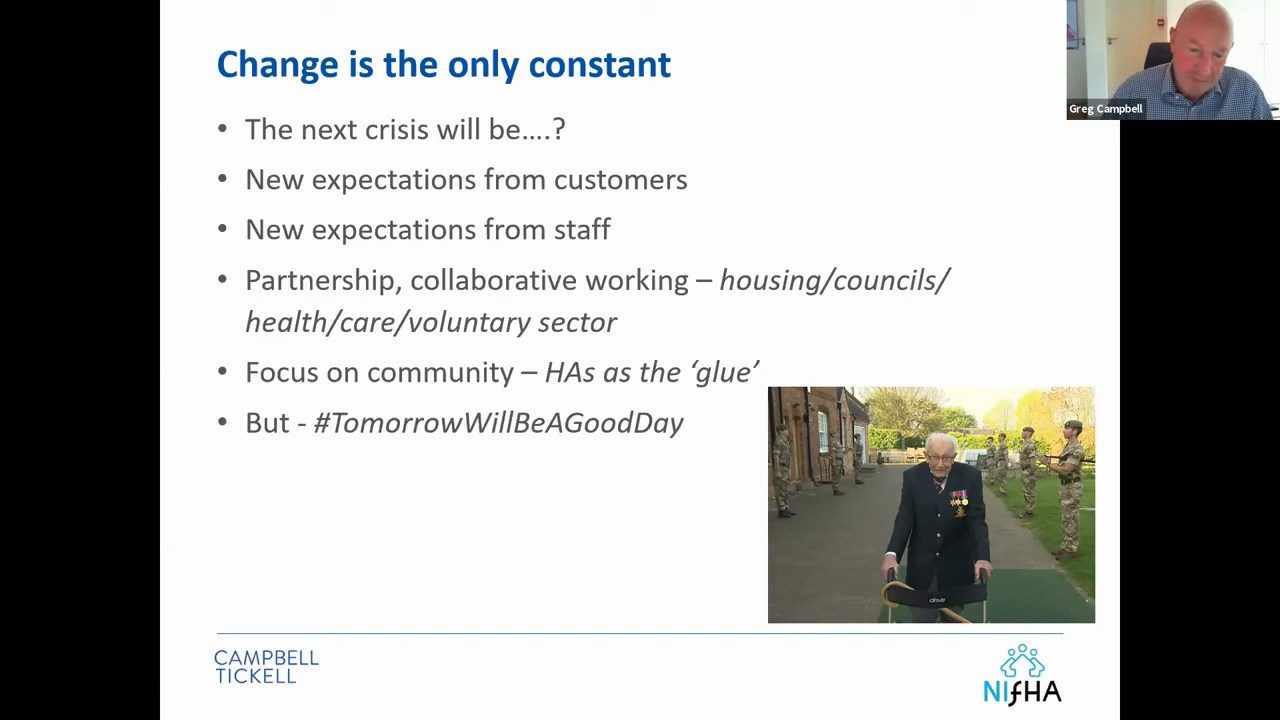 Change is the only constant
• The next crisis will be....?
• New expectations from customers
• New expectations from staff
• Partnership, collaborative working – housing/councils/
health/care/voluntary sector
• Focus on community – HAs as the ‘glue’
• But - #TomorrowWillBeAGoodDay
Greg Campbell
drive
CAMPBELL
TICKELL
NIfHA